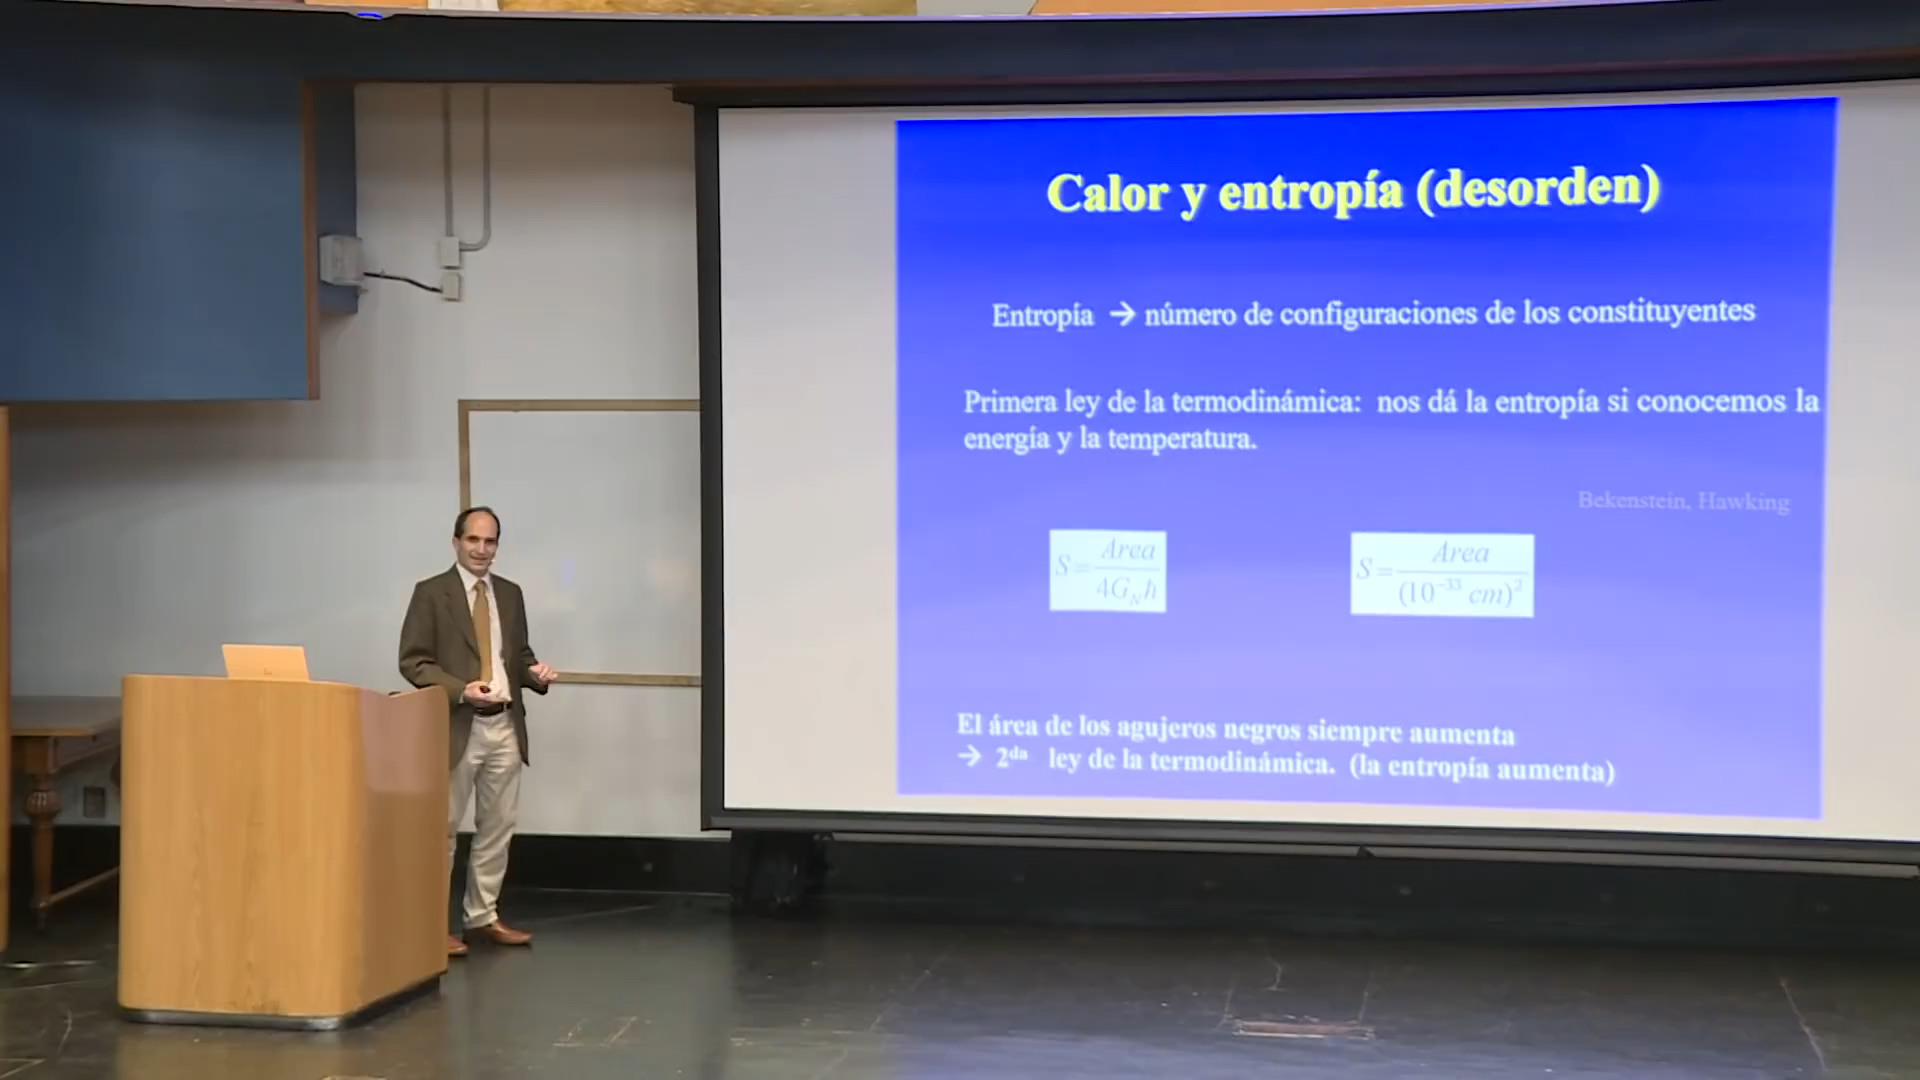 Calor y entropía (desorden)
Entropía → número de configuraciones de los constituyentes
Primera ley de la termodinámica: nos dá la entropía si conocemos la
energía y la temperatura.
Bekenstein, Hawking
S = Area / 4G_N h
S = Area / (10^-33 cm)^2
El área de los agujeros negros siempre aumenta
→ 2da ley de la termodinámica. (la entropía aumenta)